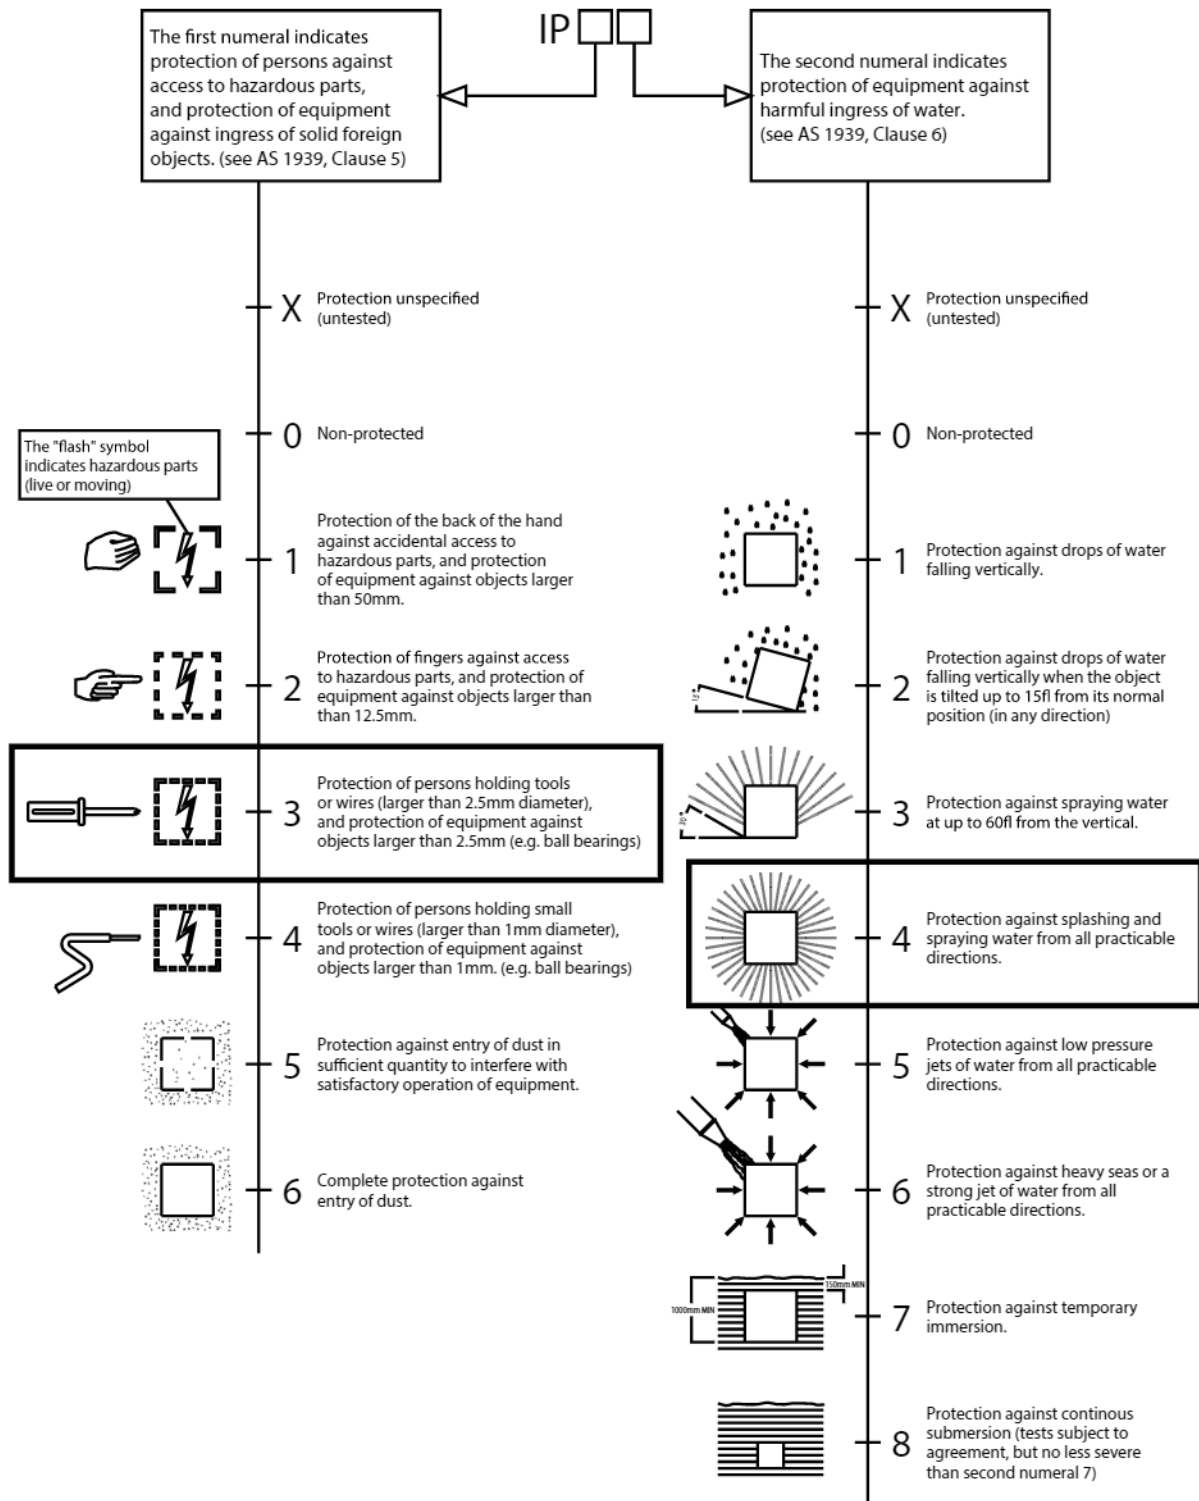 IP
The first numeral indicates
protection of persons against
access to hazardous parts,
and protection of equipment
against ingress of solid foreign
objects. (see AS 1939, Clause 5)
The second numeral indicates
protection of equipment against
harmful ingress of water.
(see AS 1939, Clause 6)
X
Protection unspecified
(untested)
0 Non-protected
The "flash" symbol
indicates hazardous parts
(live or moving)
1
Protection of the back of the hand
against accidental access to
hazardous parts, and protection
of equipment against objects larger
than 50mm.
2
Protection of fingers against access
to hazardous parts, and protection of
equipment against objects larger than
than 12.5mm.
3
Protection of persons holding tools
or wires (larger than 2.5mm diameter),
and protection of equipment against
objects larger than 2.5mm (e.g. ball bearings)
4
Protection of persons holding small
tools or wires (larger than 1mm diameter),
and protection of equipment against
objects larger than 1mm. (e.g. ball bearings)
5
Protection against entry of dust in
sufficient quantity to interfere with
satisfactory operation of equipment.
6
Complete protection against
entry of dust.
X
Protection unspecified
(untested)
0 Non-protected
1
Protection against drops of water
falling vertically.
15°
2
Protection against drops of water
falling vertically when the object
is tilted up to 15fl from its normal
position (in any direction)
30°
3
Protection against spraying water
at up to 60fl from the vertical.
4
Protection against splashing and
spraying water from all practicable
directions.
5
Protection against low pressure
jets of water from all practicable
directions.
6
Protection against heavy seas or a
strong jet of water from all
practicable directions.
150mm MIN
1000mm MIN
7
Protection against temporary
immersion.
8
Protection against continous
submersion (tests subject to
agreement, but no less severe
than second numeral 7)